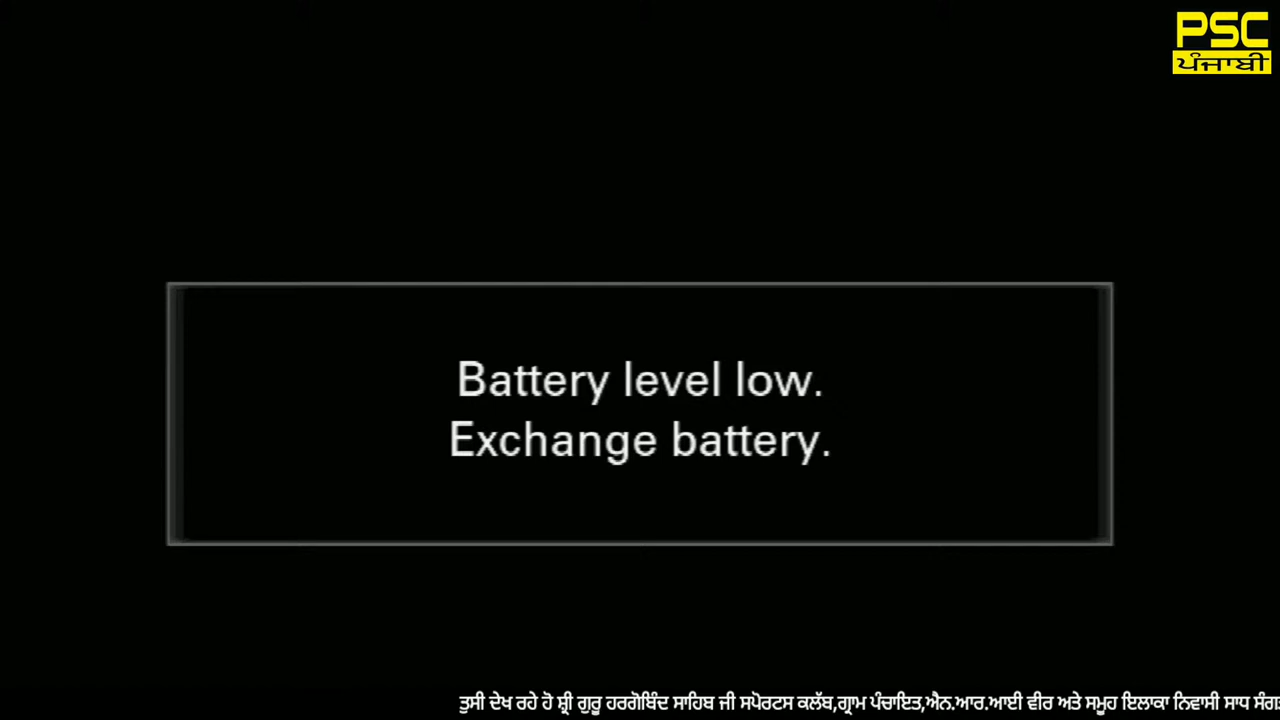 PSC
ਪੰਜਾਬੀ
Battery level low.
Exchange battery.
ਤੁਸੀ ਦੇਖ ਰਹੇ ਹੋ ਸ਼੍ਰੀ ਗੁਰੂ ਹਰਗੋਬਿੰਦ ਸਾਹਿਬ ਜੀ ਸਪੋਰਟਸ ਕਲੱਬ,ਗ੍ਰਾਮ ਪੰਚਾਇਤ,ਐਨ.ਆਰ.ਆਈ ਵੀਰ ਅਤੇ ਸਮੂਹ ਇਲਾਕਾ ਨਿਵਾਸੀ ਸਾਧ